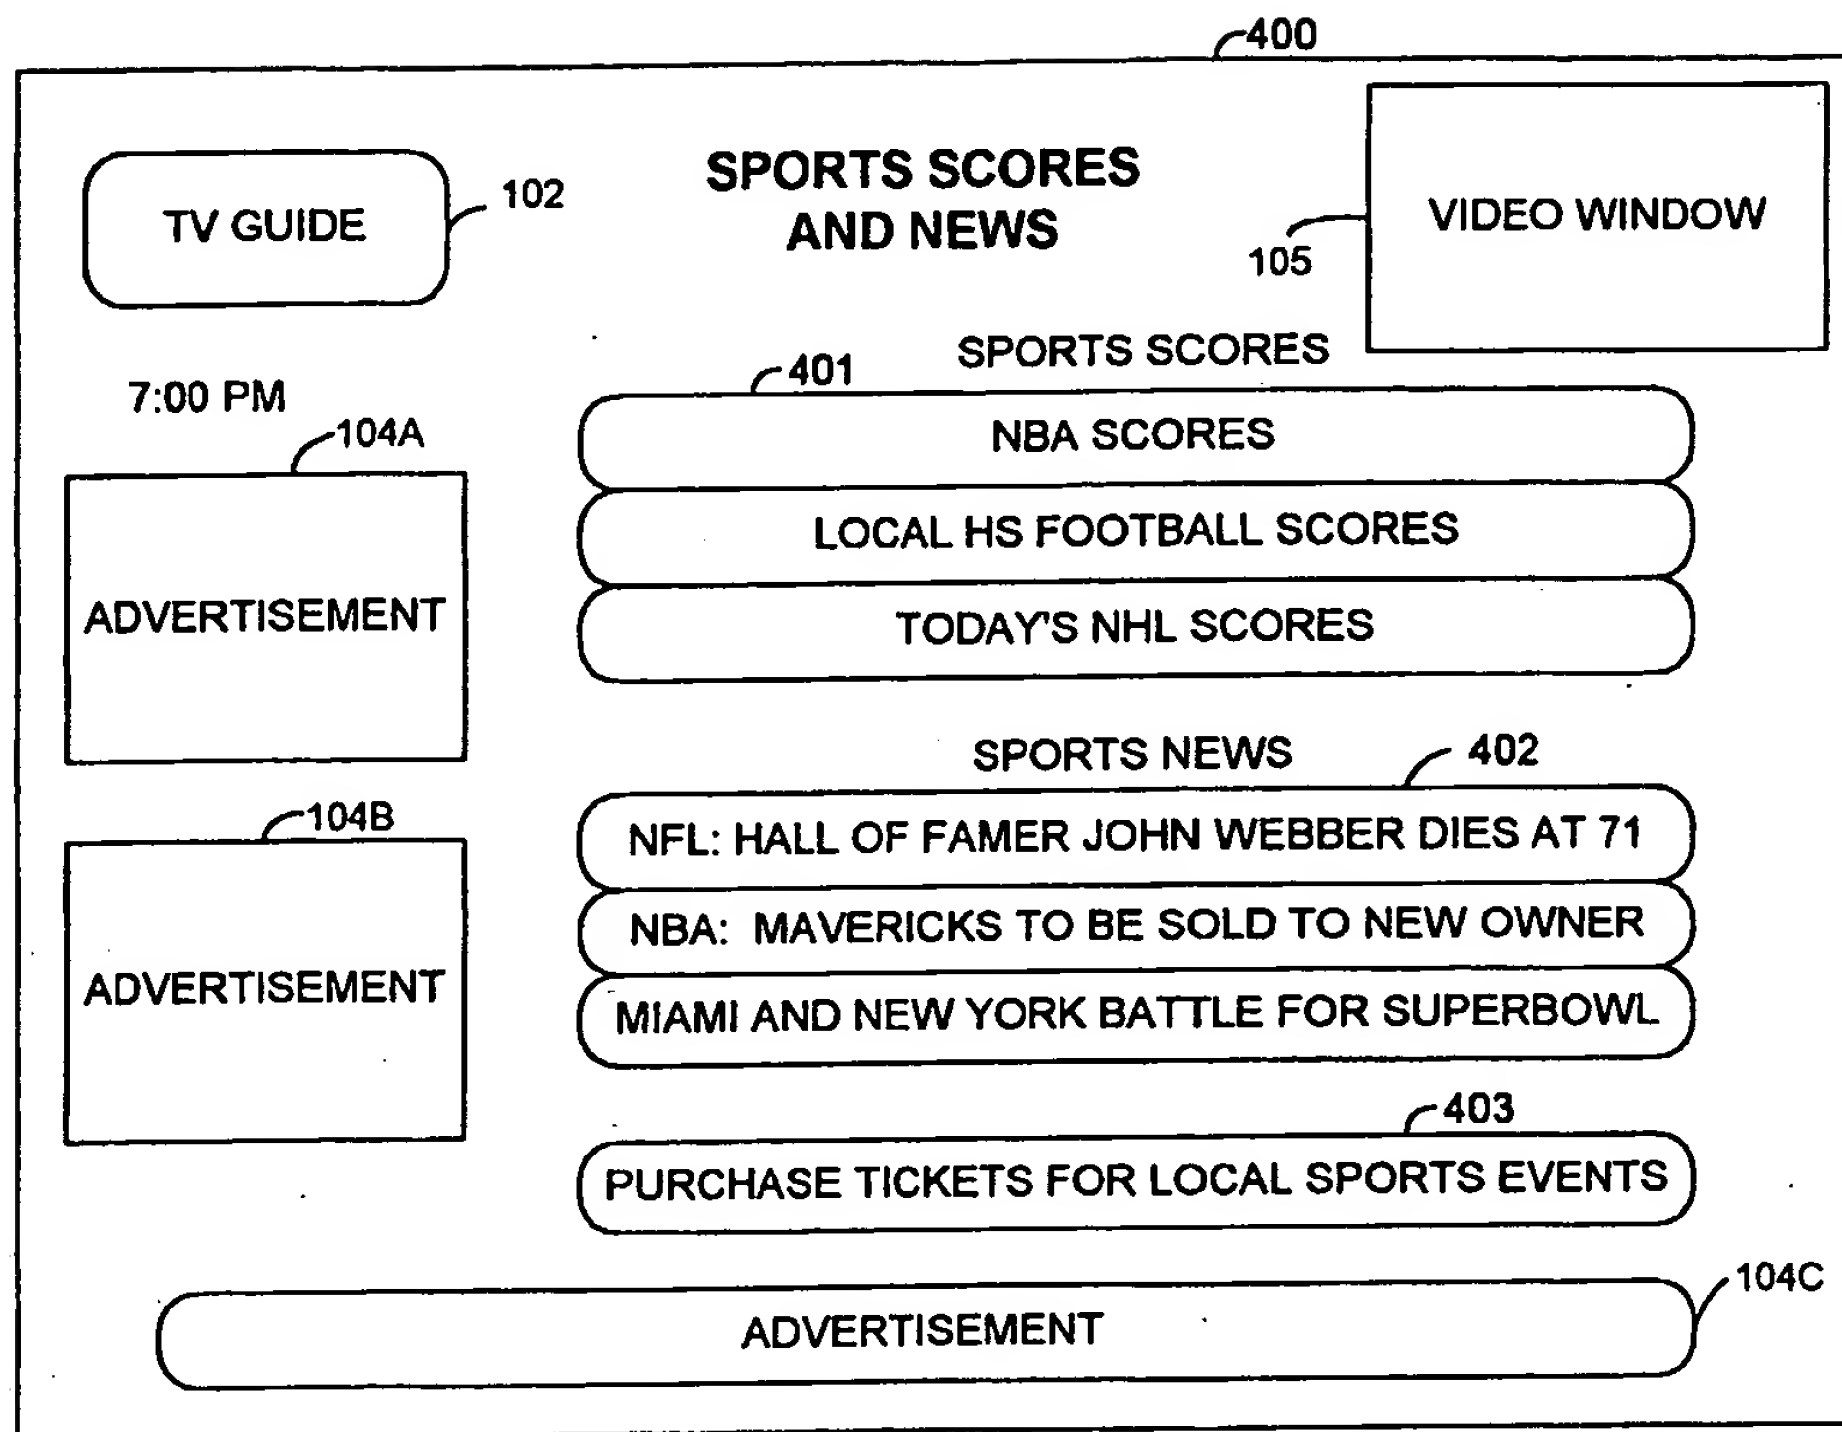 400
TV GUIDE
102
SPORTS SCORES
AND NEWS
105
VIDEO WINDOW
7:00 PM
SPORTS SCORES
401
NBA SCORES
LOCAL HS FOOTBALL SCORES
TODAY'S NHL SCORES
104A
ADVERTISEMENT
SPORTS NEWS
402
NFL: HALL OF FAMER JOHN WEBBER DIES AT 71
NBA: MAVERICKS TO BE SOLD TO NEW OWNER
MIAMI AND NEW YORK BATTLE FOR SUPERBOWL
104B
ADVERTISEMENT
403
PURCHASE TICKETS FOR LOCAL SPORTS EVENTS
104C
ADVERTISEMENT